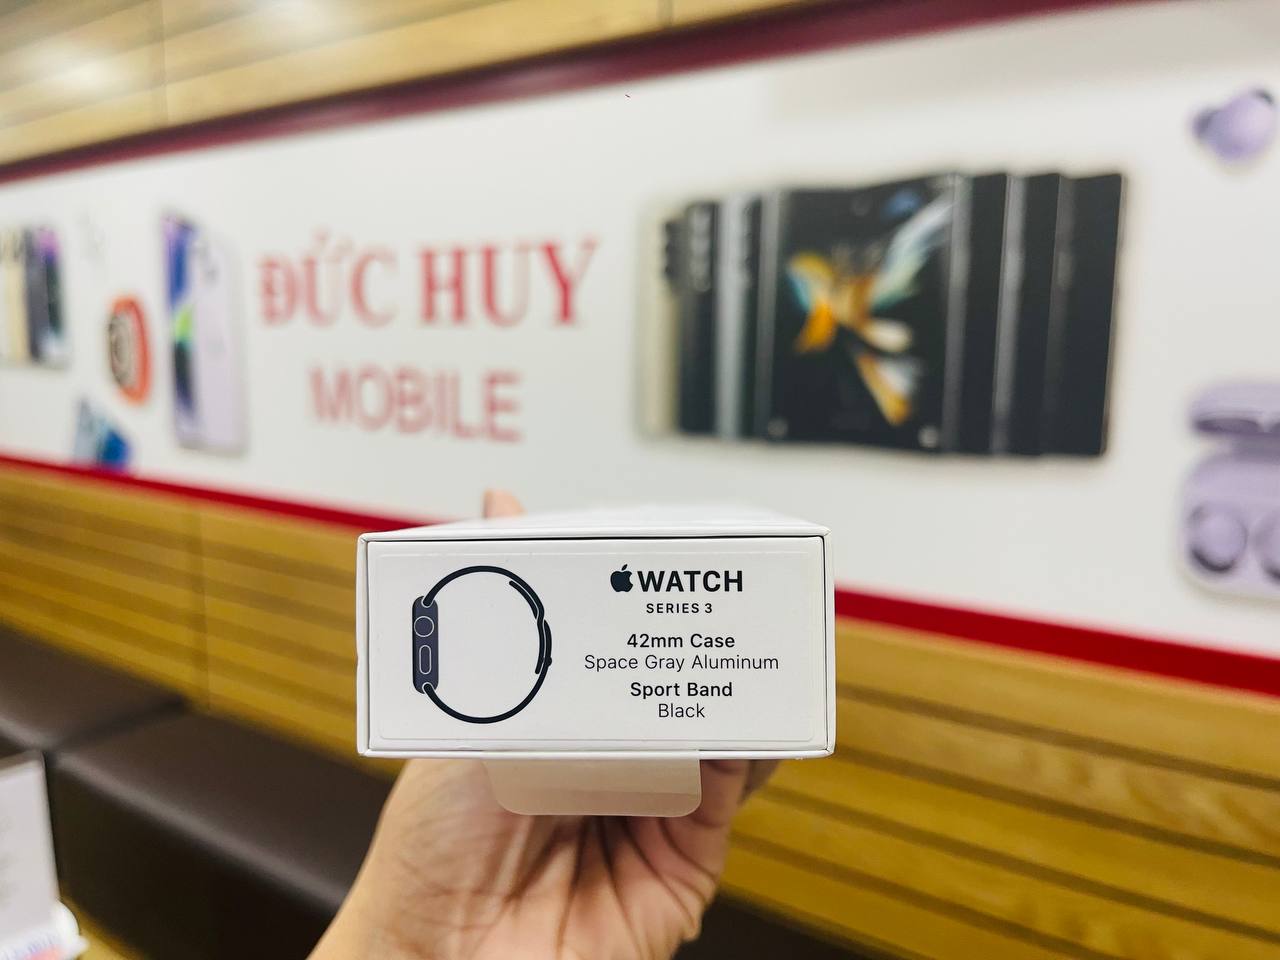 ĐỨC HUY
MOBILE
WATCH
SERIES 3
42mm Case
Space Gray Aluminum
Sport Band
Black